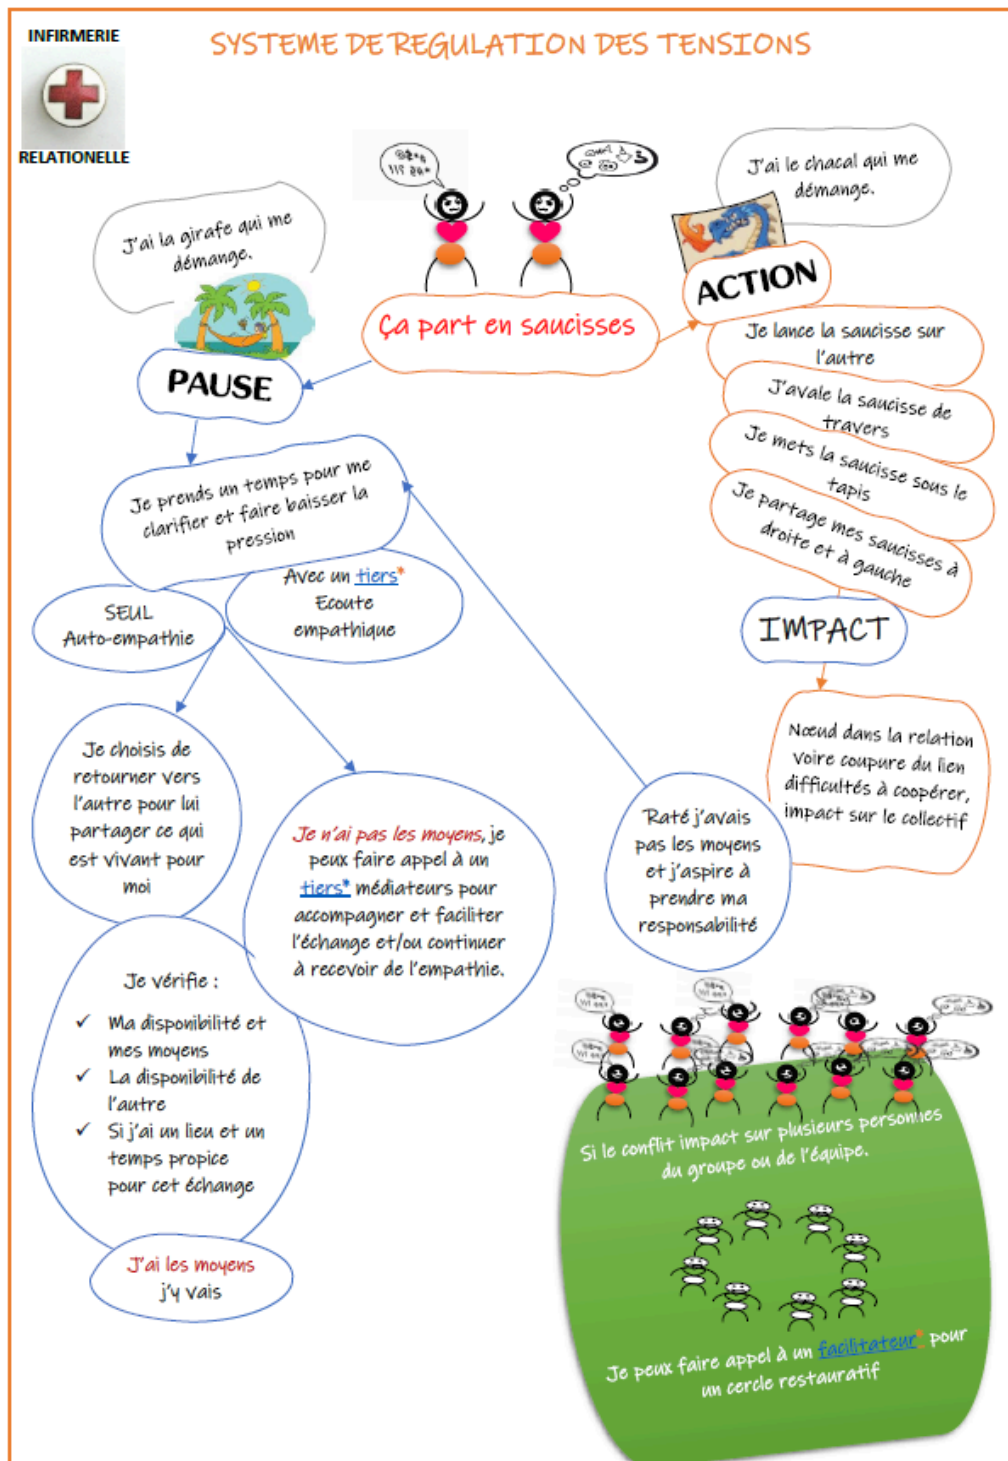 INFIRMERIE
RELATIONELLE
SYSTEME DE REGULATION DES TENSIONS
J'ai la girafe qui me
démange.
J'ai le chacal qui me
démange.
Ça part en saucisses
PAUSE
ACTION
Je lance la saucisse sur
l'autre
J'avale la saucisse de
travers
Je mets la saucisse sous le
tapis
Je partage mes saucisses à
droite et à
gauche
IMPACT
Nœud dans la relation
voire coupure du lien
difficultés à coopérer,
impact sur le collectif
Raté j'avais
pas les moyens
et j'aspire à
prendre ma
responsabilité
Je prends un temps pour me
clarifier et faire baisser la
pression
SEUL
Auto-empathie
Avec un tiers*
Ecoute
empathique
Je choisis de
retourner vers
l'autre pour lui
partager ce qui
est vivant pour
moi
Je n'ai pas les moyens, je
peux faire appel à un
tiers* médiateurs pour
accompagner et faciliter
l'échange et/ou continuer
à recevoir de l'empathie.
Je vérifie :
✓ Ma disponibilité et
mes moyens
✓ La disponibilité de
l'autre
✓ Si j'ai un lieu et un
temps propice
pour cet échange
J'ai les moyens
j'y vais
Si le conflit impact sur plusieurs personnes
du groupe ou de l'équipe.
Je peux faire appel à un facilitateur* pour
un cercle restauratif